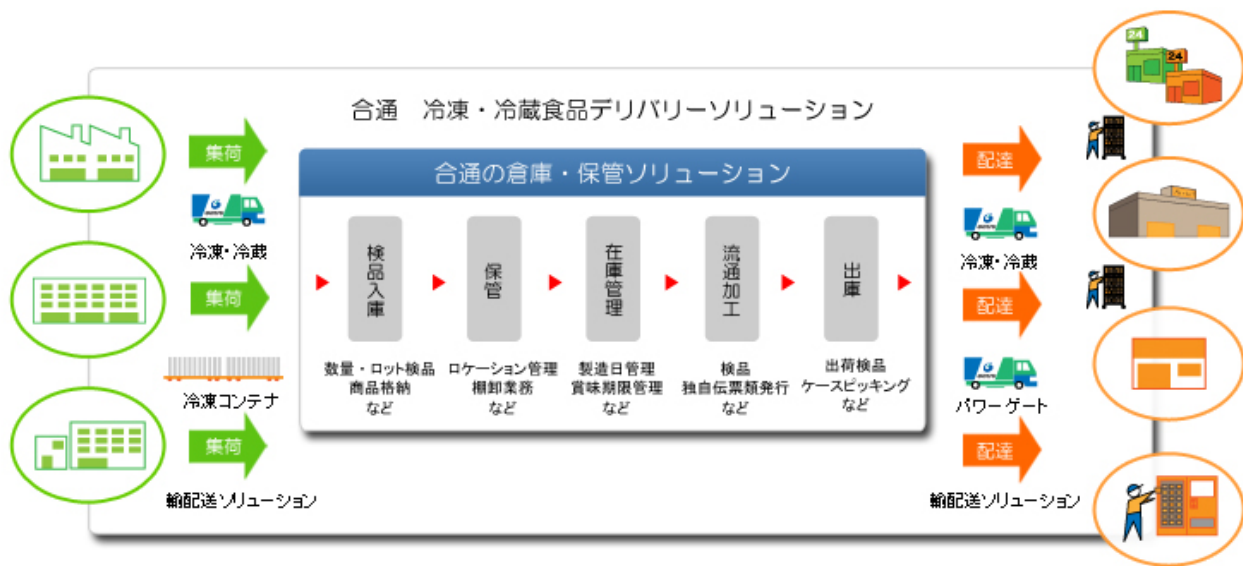 合通 冷凍・冷蔵食品デリバリーソリューション
合通の倉庫・保管ソリューション
集荷
冷凍・冷蔵
集荷
冷凍コンテナ
集荷
輸配送ソリューション
検品入庫
数量・ロット検品
商品格納
など
保管
ロケーション管理
棚卸業務
など
在庫管理
製造日管理
賞味期限管理
など
流通加工
検品
独自伝票類発行
など
出庫
出荷検品
ケースピッキング
など
配達
冷凍・冷蔵
配達
パワーゲート
配達
輸配送ソリューション
24
24